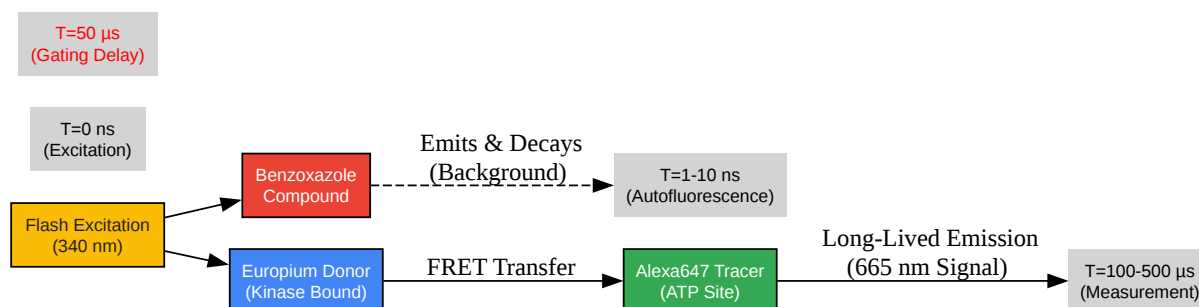 T=50 µs
(Gating Delay)
T=0 ns
(Excitation)
Flash Excitation
(340 nm)
Benzoxazole
Compound
Emits & Decays
(Background)
T=1-10 ns
(Autofluorescence)
Europium Donor
(Kinase Bound)
FRET Transfer
Alexa647 Tracer
(ATP Site)
Long-Lived Emission
(665 nm Signal)
T=100-500 µs
(Measurement)